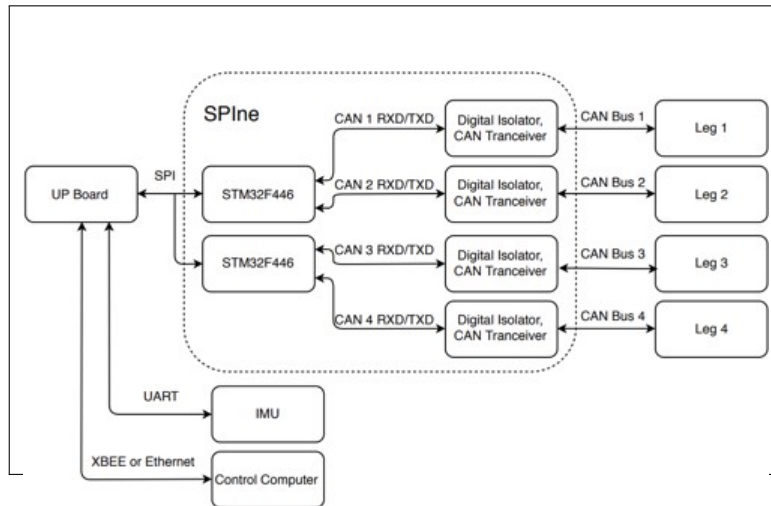 SPIne
CAN 1 RXD/TXD
Digital Isolator,
CAN Tranceiver
CAN Bus 1
Leg 1
UP Board
SPI
STM32F446
CAN 2 RXD/TXD
Digital Isolator,
CAN Tranceiver
CAN Bus 2
Leg 2
STM32F446
CAN 3 RXD/TXD
Digital Isolator,
CAN Tranceiver
CAN Bus 3
Leg 3
CAN 4 RXD/TXD
Digital Isolator,
CAN Tranceiver
CAN Bus 4
Leg 4
UART
IMU
XBEE or Ethernet
Control Computer